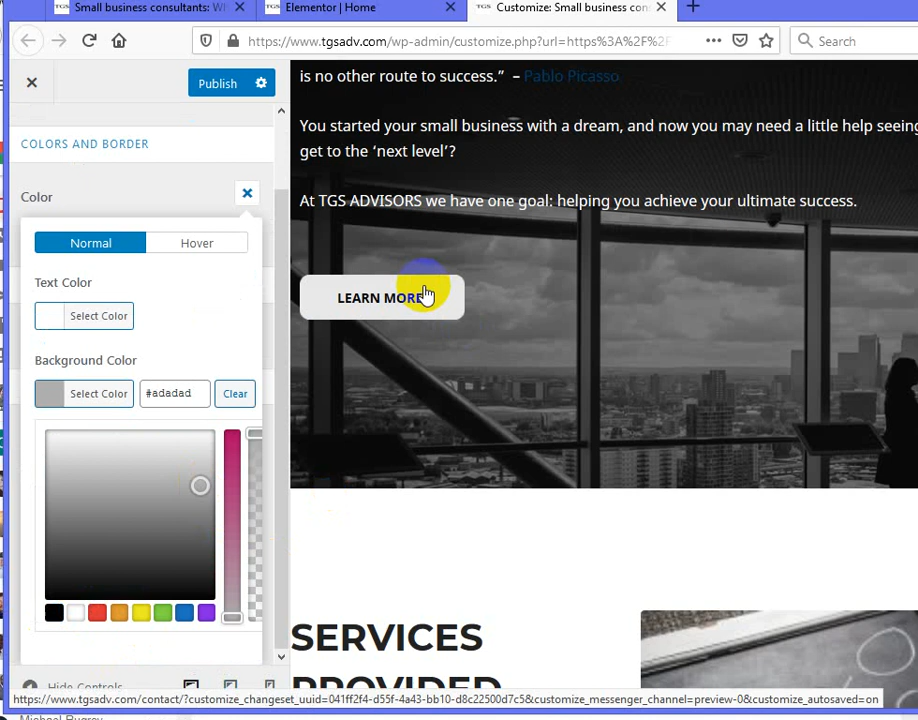 Small business consultants: Wh
Elementor | Home
Customize: Small business con
https://www.tgsadv.com/wp-admin/customize.php?url=https%3A%2F%2F
Search
Publish
is no other route to success.” – Pablo Picasso
COLORS AND BORDER
You started your small business with a dream, and now you may need a little help seeing
get to the ‘next level’?
Color
At TGS ADVISORS we have one goal: helping you achieve your ultimate success.
Normal
Hover
Text Color
LEARN MORE
Select Color
Background Color
Select Color
#adadad
Clear
SERVICES
PROVIDED
Hide Controls
https://www.tgsadv.com/contact/?customize_changeset_uuid=041ff2f4-d55f-4a43-bb10-d8c22500d7c5&customize_messenger_channel=preview-0&customize_autosaved=on
Michael Rugrey